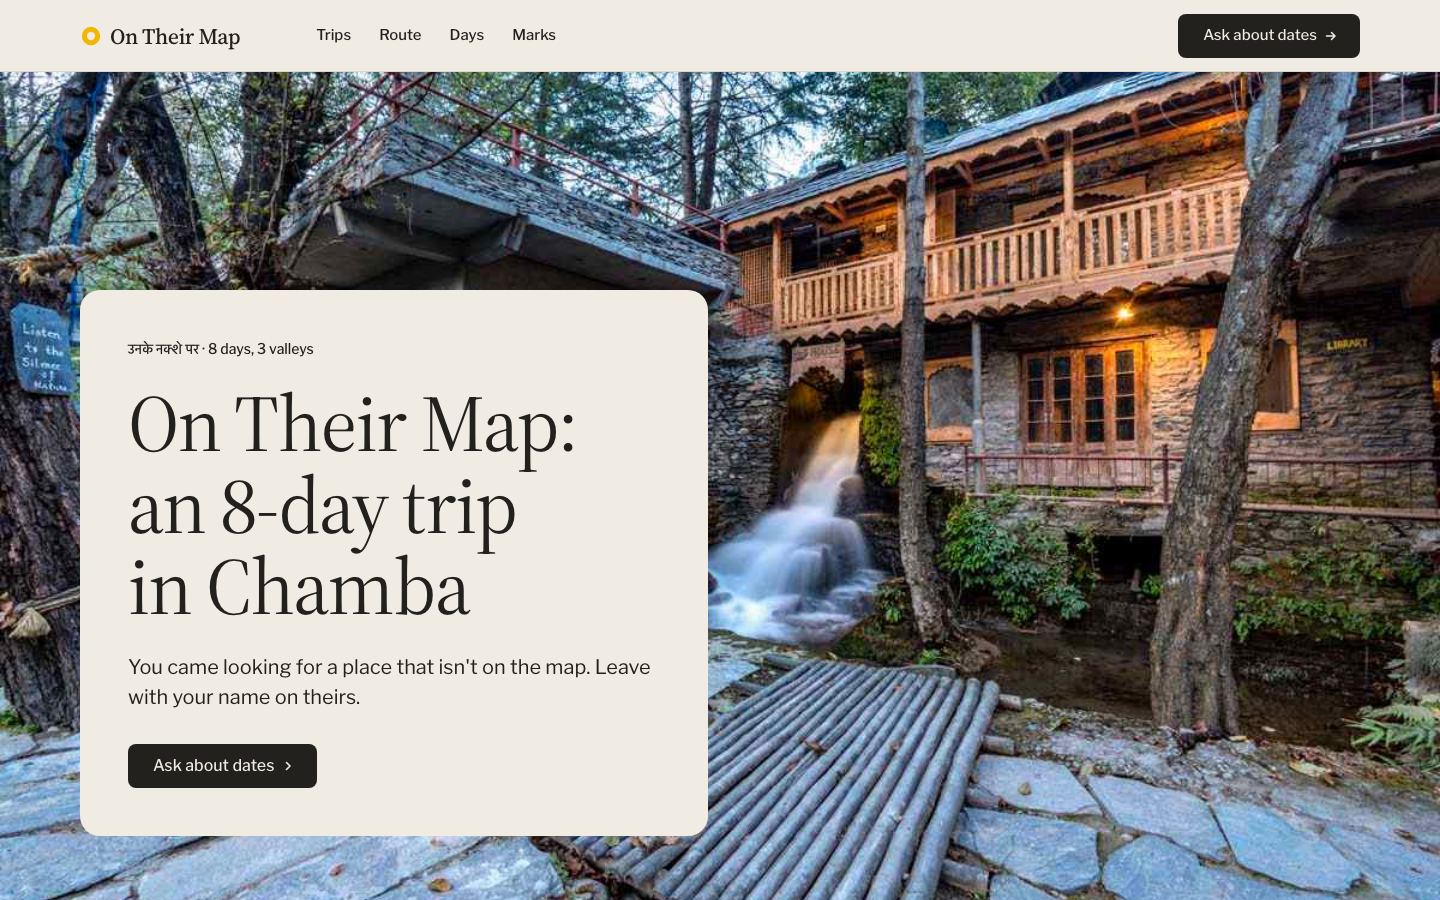 On Their Map
Trips
Route
Days
Marks
Ask about dates →
Listen
to the
Silence
of
Nature
LIBRARY
उनके नक्शे पर · 8 days, 3 valleys
On Their Map:
an 8-day trip
in Chamba
You came looking for a place that isn't on the map. Leave
with your name on theirs.
Ask about dates ›